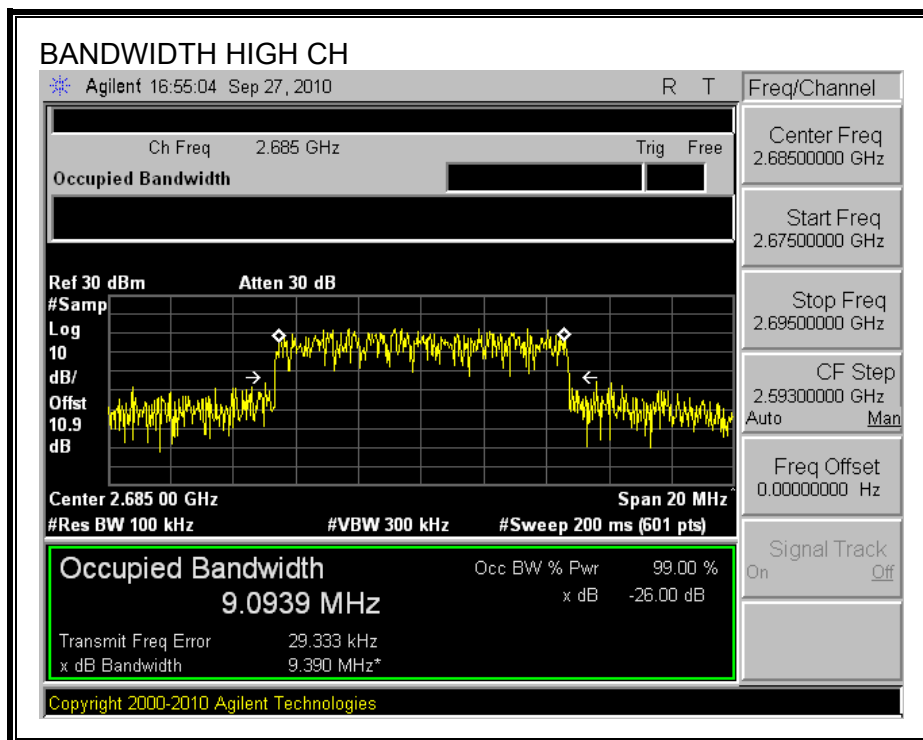 BANDWIDTH HIGH CH
Agilent 16:55:04 Sep 27, 2010 R T
Freq/Channel
Ch Freq 2.685 GHz Trig Free
Occupied Bandwidth
Center Freq
2.68500000 GHz
Start Freq
2.67500000 GHz
Stop Freq
2.69500000 GHz
CF Step
2.59300000 GHz
Auto Man
Freq Offset
0.00000000 Hz
Signal Track
On Off
Ref 30 dBm Atten 30 dB
#Samp
Log
10
dB/
Offst
10.9
dB
Center 2.685 00 GHz Span 20 MHz^
#Res BW 100 kHz #VBW 300 kHz #Sweep 200 ms (601 pts)
Occupied Bandwidth Occ BW % Pwr 99.00 %
9.0939 MHz x dB -26.00 dB
Transmit Freq Error 29.333 kHz
x dB Bandwidth 9.390 MHz*
Copyright 2000-2010 Agilent Technologies